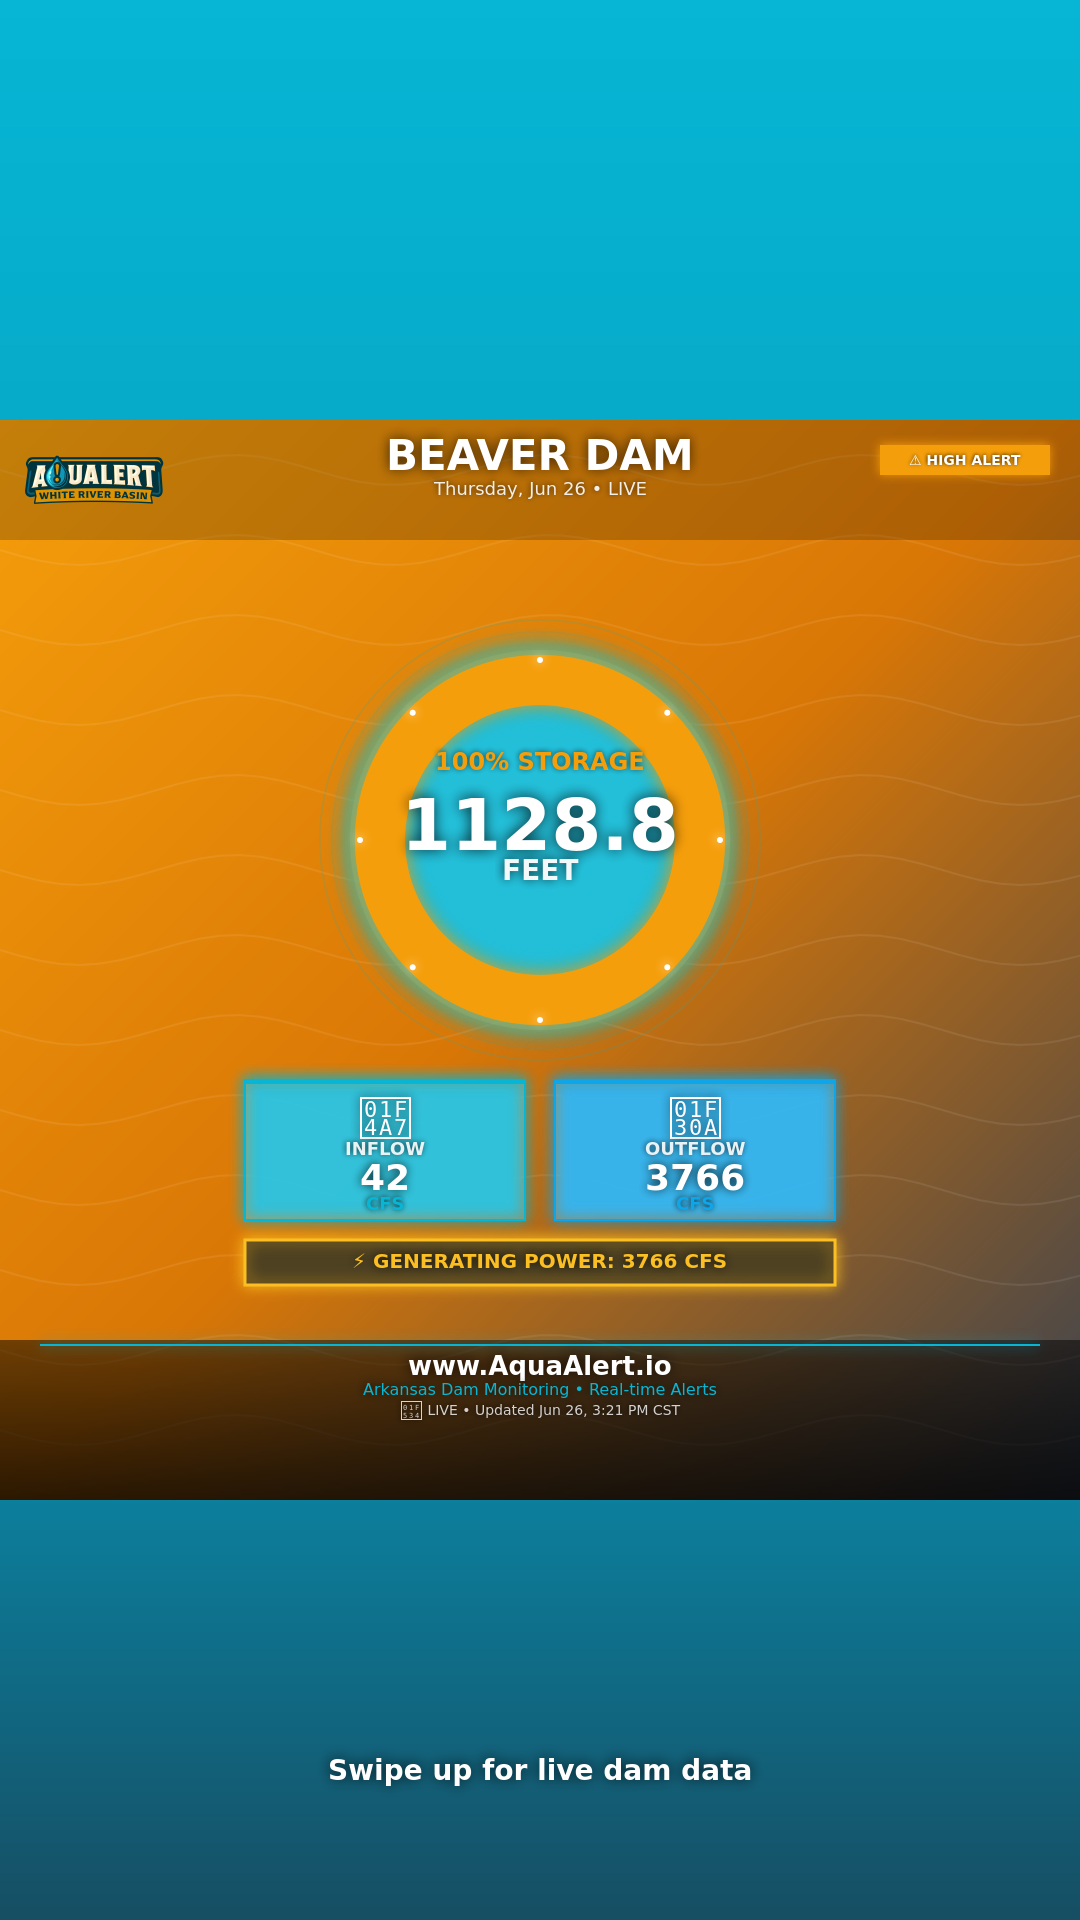 BEAVER DAM
Thursday, Jun 26 • LIVE
AQUALERT
WHITE RIVER BASIN
⚠ HIGH ALERT
100% STORAGE
1128.8
FEET
01F
4A7
INFLOW
42
CFS
01F
30A
OUTFLOW
3766
CFS
⚡ GENERATING POWER: 3766 CFS
www.AquaAlert.io
Arkansas Dam Monitoring • Real-time Alerts
01F
534
LIVE • Updated Jun 26, 3:21 PM CST
Swipe up for live dam data